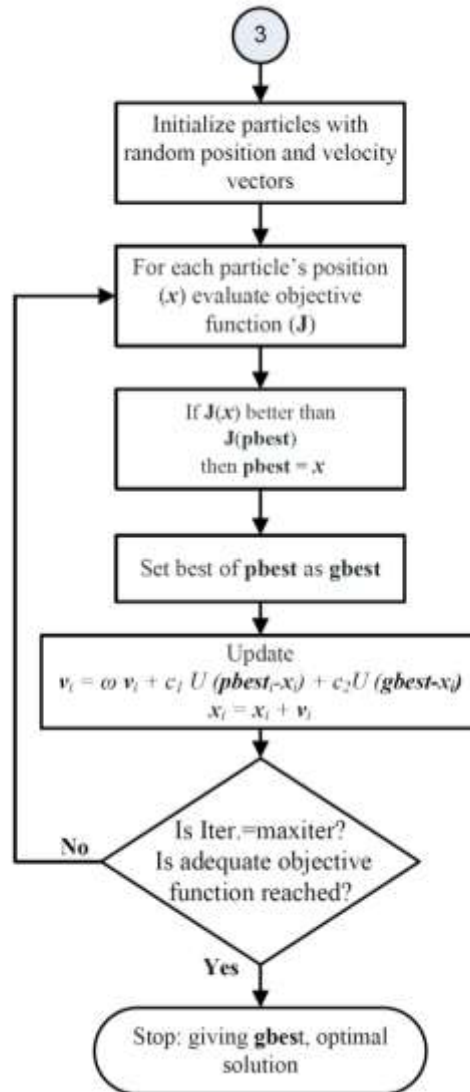 3
Initialize particles with
random position and velocity
vectors
For each particle´s position
(x) evaluate objective
function (J)
If J(x) better than
J(pbest)
then pbest = x
Set best of pbest as gbest
Update
vᵢ = ω vᵢ + c₁ U (pbestᵢ-xᵢ) + c₂U (gbest-xᵢ)
xᵢ = xᵢ + vᵢ
Is Iter.=maxiter?
Is adequate objective
function reached?
No
Yes
Stop: giving gbest, optimal
solution